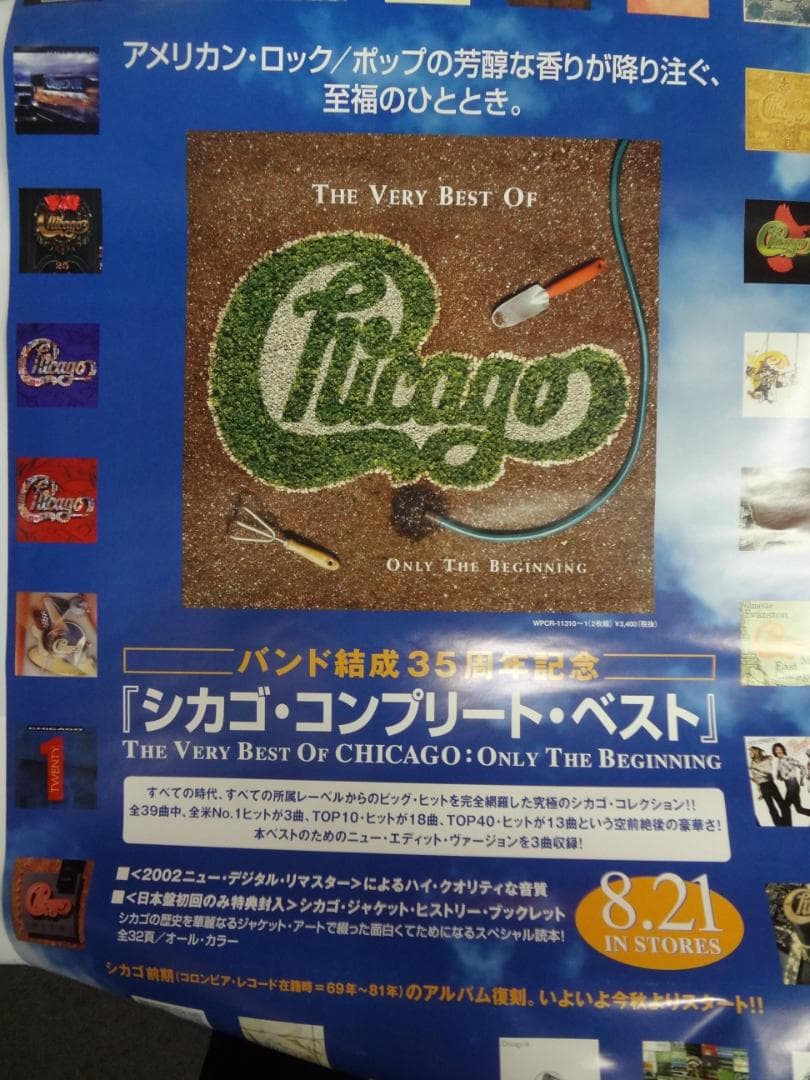 アメリカン・ロック/ポップの芳醇な香りが降り注ぐ、
至福のひととき。
THE VERY BEST OF
Chicago
ONLY THE BEGINNING
WPCR-11310〜1(2枚組) ¥3,400(税抜)
バンド結成35周年記念
『シカゴ・コンプリート・ベスト』
THE VERY BEST OF CHICAGO:ONLY THE BEGINNING
すべての時代、すべての所属レーベルからのビッグ・ヒットを完全網羅した究極のシカゴ・コレクション!!
全39曲中、全米No.1ヒットが3曲、TOP10・ヒットが18曲、TOP40・ヒットが13曲という空前絶後の豪華さ!
本ベストのためのニュー・エディット・ヴァージョンを3曲収録!
■<2002ニュー・デジタル・リマスター>によるハイ・クオリティな音質
■<日本盤初回のみ特典封入>シカゴ・ジャケット・ヒストリー・ブックレット
シカゴの歴史を華麗なるジャケット・アートで綴った面白くてためになるスペシャル読本!
全32頁/オール・カラー
8.21
IN STORES
シカゴ前期(コロンビア・レコード在籍時=69年〜81年)のアルバム復刻。いよいよ今秋よりスタート!!
Chicago
25
Chicago
Chicago
CHICAGO
TWENTY
1
Chicago
Chicago
Evanston
East